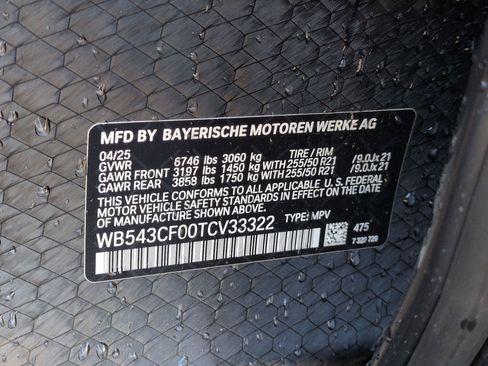 MFD BY BAYERISCHE MOTOREN WERKE AG
04/25 TIRE / RIM
GVWR 6746 lbs 3060 kg
GAWR FRONT 3197 lbs 1450 kg WITH 255/50 R21 /9.0Jx21
GAWR REAR 3858 lbs 1750 kg WITH 255/50 R21 /9.0Jx21
THIS VEHICLE CONFORMS TO ALL APPLICABLE U.S. FEDERAL
MOTOR VEHICLE SAFETY STANDARDS IN EFFECT ON THE DATE
OF MANUFACTURE SHOWN ABOVE.
WB543CF00TCV33322 TYPE: MPV
475